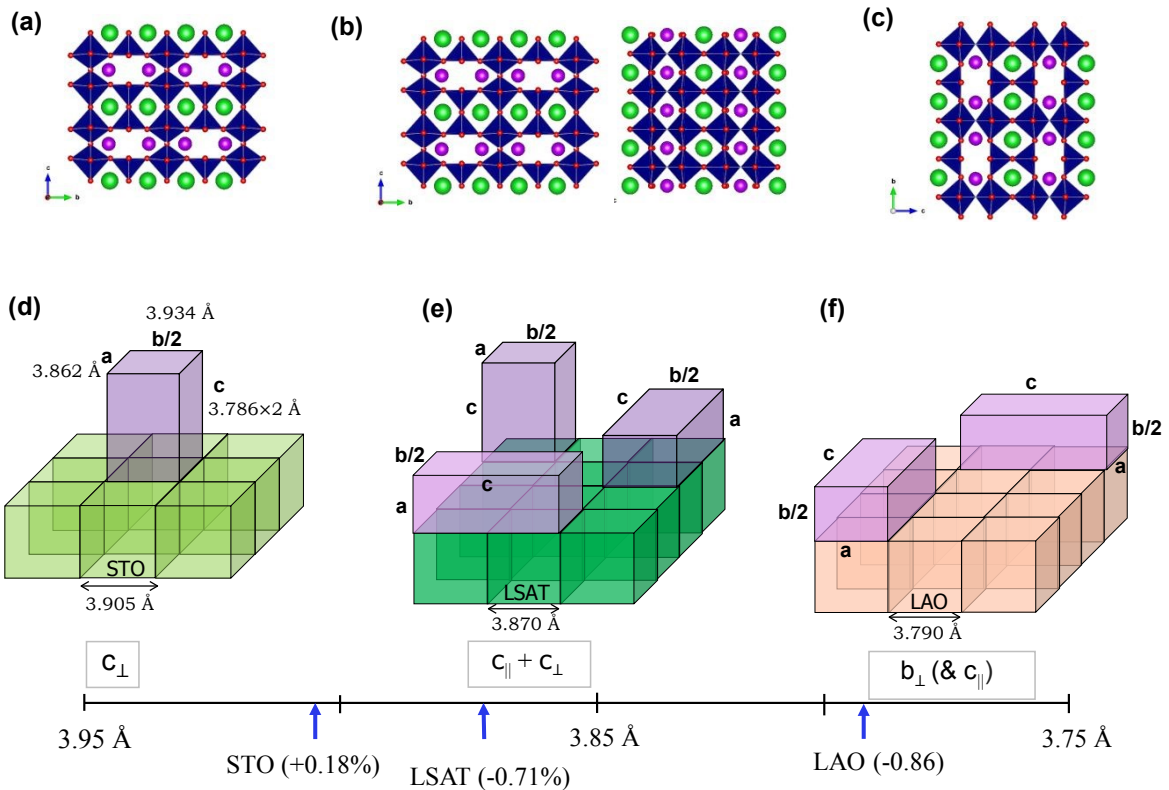 (a)
(b)
(c)
c
b
c
b
c
b
c
(d)
(e)
(f)
3.934 Å
b/2
a
3.862 Å
c
3.786×2 Å
STO
3.905 Å
b/2
a
c
b/2
c
a
b/2
c
a
LSAT
3.870 Å
c
b/2
a
c
b/2
a
LAO
3.790 Å
c⊥
c∥ + c⊥
b⊥ (& c∥)
3.95 Å
3.85 Å
3.75 Å
STO (+0.18%)
LSAT (-0.71%)
LAO (-0.86)